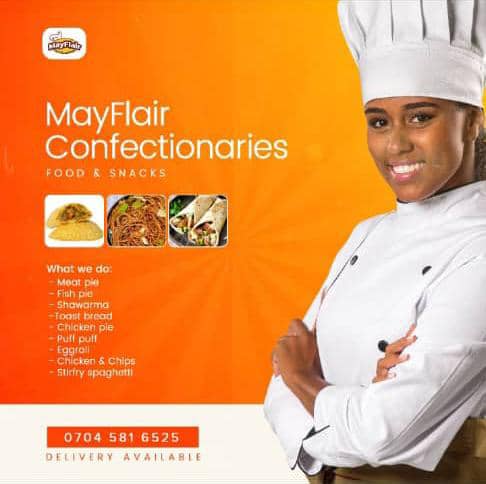 MayFlair
MayFlair
Confectionaries
FOOD & SNACKS
What we do:
- Meat pie
- Fish pie
- Shawarma
-Toast bread
- Chicken pie
- Puff puff
- Eggroll
- Chicken & Chips
- Stirfry spaghetti
0704 581 6525
DELIVERY AVAILABLE